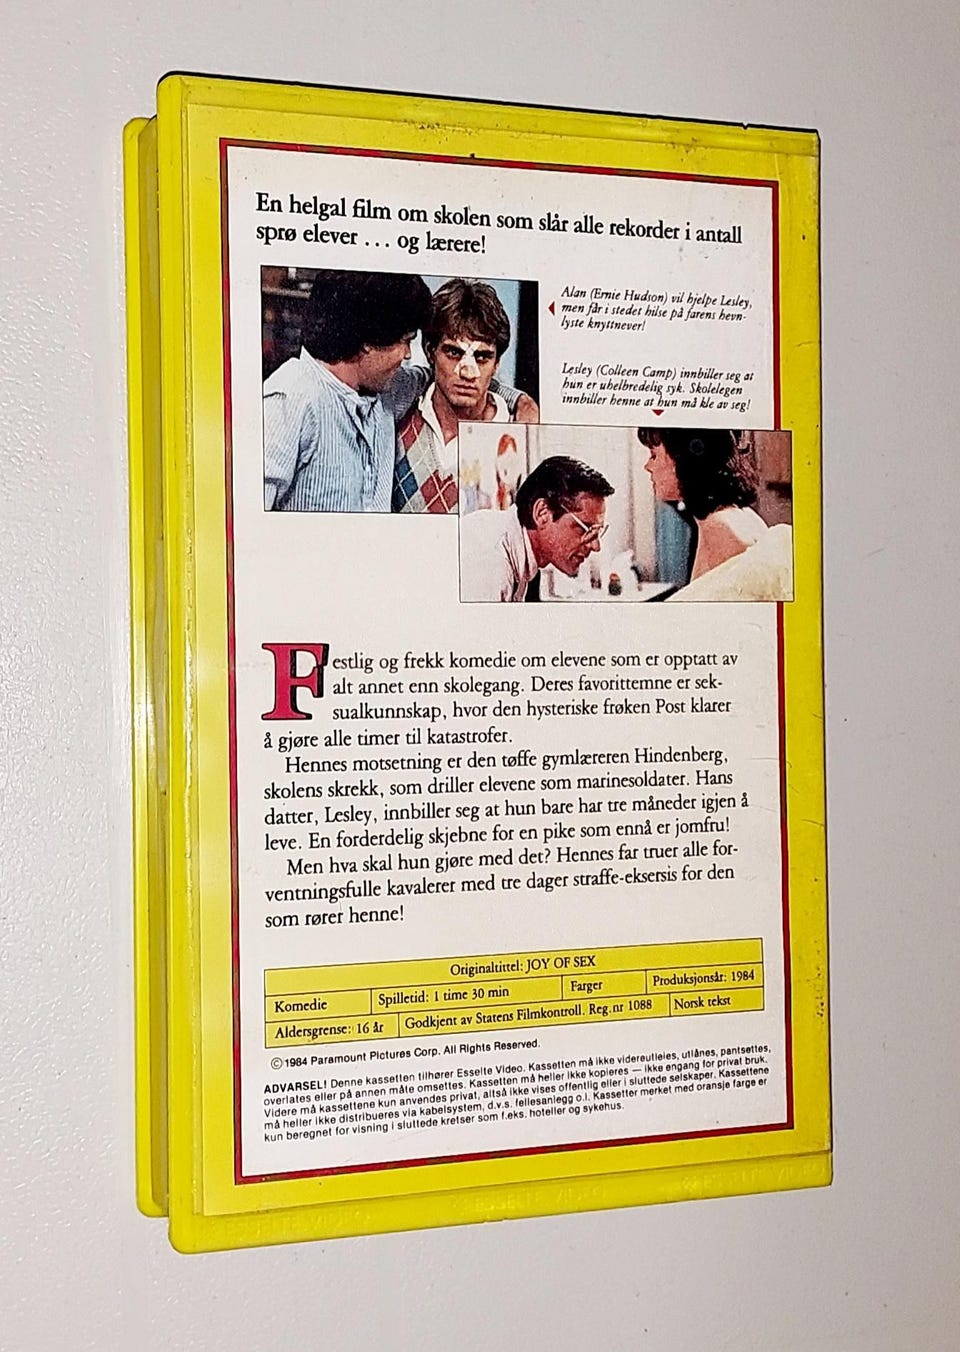 En helgal film om skolen som slår alle rekorder i antall
sprø elever ... og lærere!
Alan (Ernie Hudson) vil hjelpe Lesley,
men får i stedet hilse på farens hevn-
lyste knyttnever!
Lesley (Colleen Camp) innbiller seg at
hun er uhelbredelig syk. Skolelegen
innbiller henne at hun må kle av seg!
Festlig og frekk komedie om elevene som er opptatt av
alt annet enn skolegang. Deres favorittemne er sek-
sualkunnskap, hvor den hysteriske frøken Post klarer
å gjøre alle timer til katastrofer.
Hennes motsetning er den tøffe gymlæreren Hindenberg,
skolens skrekk, som driller elevene som marinesoldater. Hans
datter, Lesley, innbiller seg at hun bare har tre måneder igjen å
leve. En forderdelig skjebne for en pike som ennå er jomfru!
Men hva skal hun gjøre med det? Hennes far truer alle for-
ventningsfulle kavalerer med tre dager straffe-eksersis for den
som rører henne!
Originaltittel: JOY OF SEX
Komedie Spilletid: 1 time 30 min Farger Produksjonsår: 1984
Aldersgrense: 16 år Godkjent av Statens Filmkontroll. Reg.nr 1088 Norsk tekst
©1984 Paramount Pictures Corp. All Rights Reserved.
ADVARSEL! Denne kassetten tilhører Esselte Video. Kassetten må ikke videreutleies, utlånes, pantsettes,
overlates eller på annen måte omsettes. Kassetten må heller ikke kopieres — ikke engang for privat bruk.
Videre må kassettene kun anvendes privat, altså ikke vises offentlig eller i sluttede selskaper. Kassettene
må heller ikke distribueres via kabelsystem, d.v.s. fellesanlegg o.l. Kassetter merket med oransje farge er
kun beregnet for visning i sluttede kretser som f.eks. hoteller og sykehus.
ESSELTE VIDEO ESSELTE VIDEO ESSELTE VIDEO